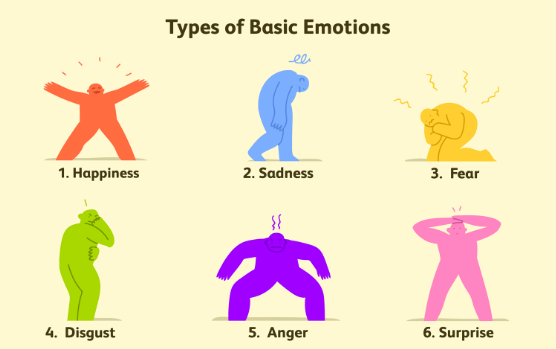 Types of Basic Emotions
1. Happiness
2. Sadness
3. Fear
4. Disgust
5. Anger
6. Surprise